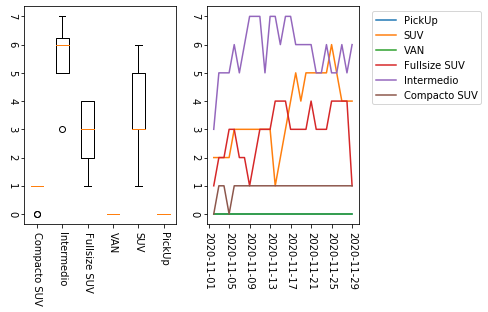 7
6
5
4
3
2
1
0
Compacto SUV
Intermedio
Fullsize SUV
VAN
SUV
PickUp
7
6
5
4
3
2
1
0
2020-11-01
2020-11-05
2020-11-09
2020-11-13
2020-11-17
2020-11-21
2020-11-25
2020-11-29
PickUp
SUV
VAN
Fullsize SUV
Intermedio
Compacto SUV